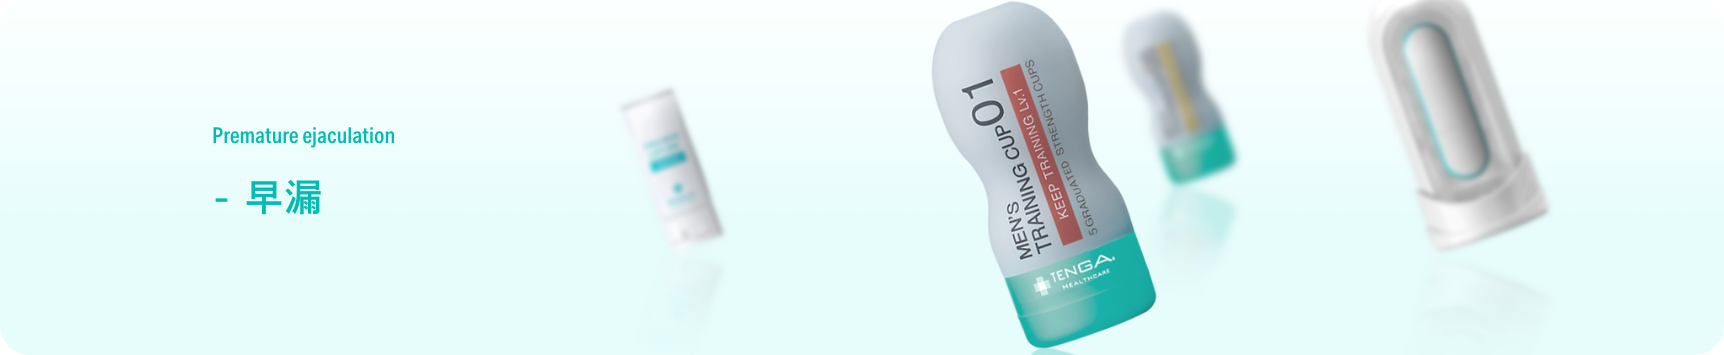 Premature ejaculation
- 早漏
MEN'S
TRAINING CUP 01
KEEP TRAINING LV.1
5 GRADUATED STRENGTH CUPS
TENGA
HEALTHCARE